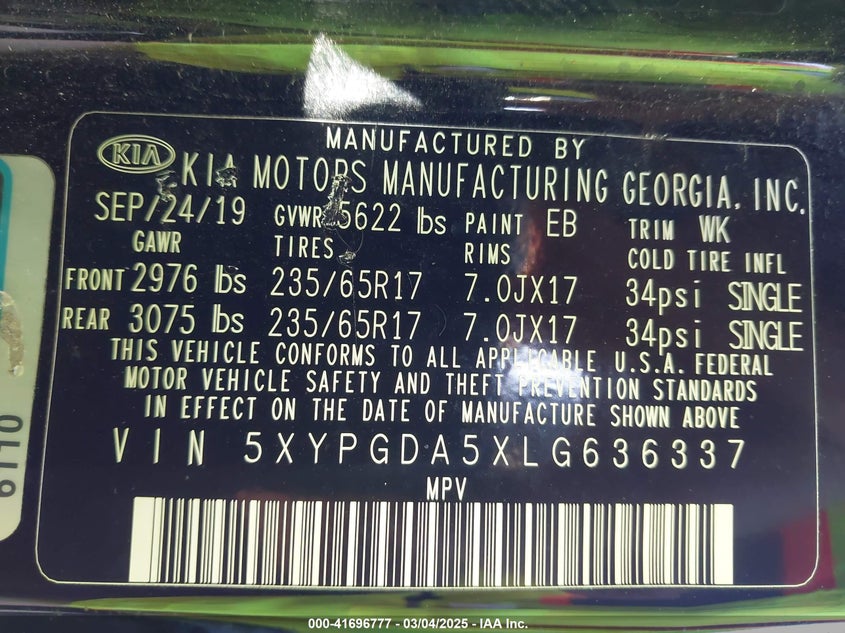 MANUFACTURED BY
KIA KIA MOTORS MANUFACTURING GEORGIA, INC.
SEP/24/19 GVWR 5622 lbs PAINT EB TRIM WK
GAWR TIRES RIMS COLD TIRE INFL
FRONT 2976 lbs 235/65R17 7.0JX17 34psi SINGLE
REAR 3075 lbs 235/65R17 7.0JX17 34psi SINGLE
THIS VEHICLE CONFORMS TO ALL APPLICABLE U.S.A. FEDERAL
MOTOR VEHICLE SAFETY AND THEFT PREVENTION STANDARDS
IN EFFECT ON THE DATE OF MANUFACTURE SHOWN ABOVE
VIN 5XYPGDA5XLG636337
MPV
000-41696777 - 03/04/2025 - IAA Inc.